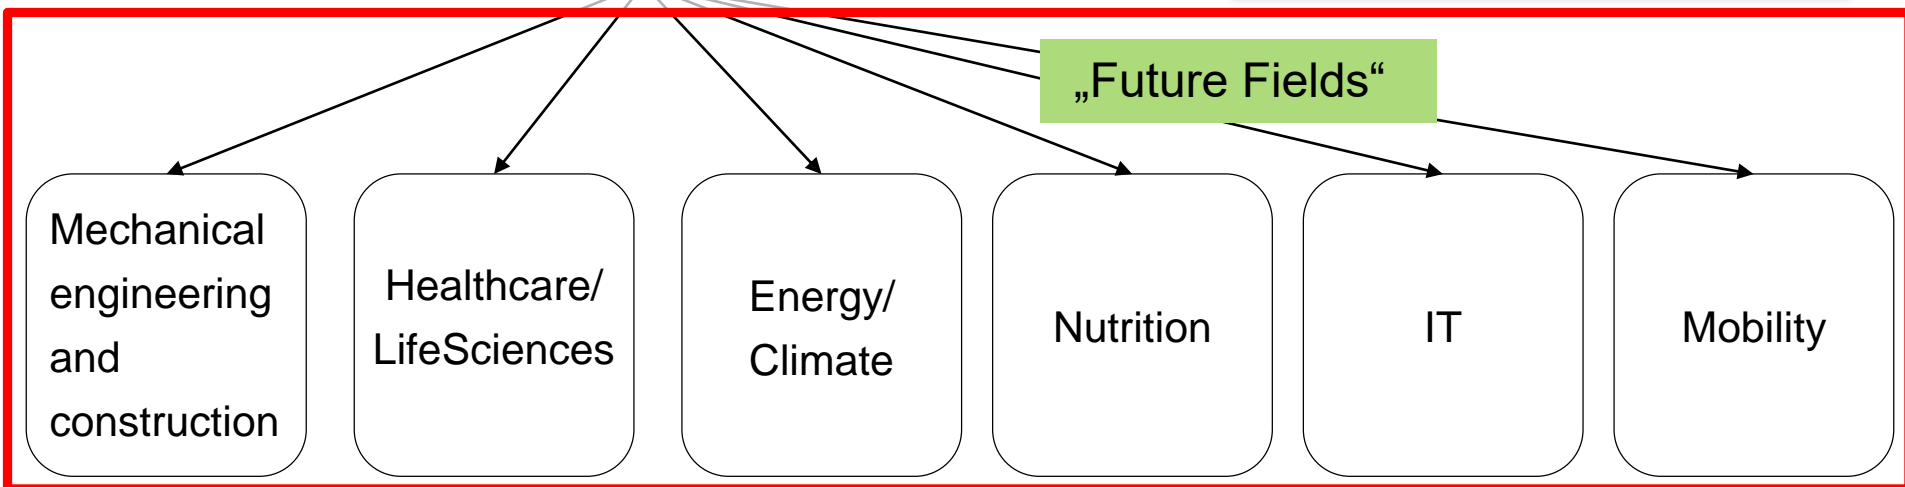 „Future Fields“
Mechanical
engineering
and
construction
Healthcare/
LifeSciences
Energy/
Climate
Nutrition
IT
Mobility